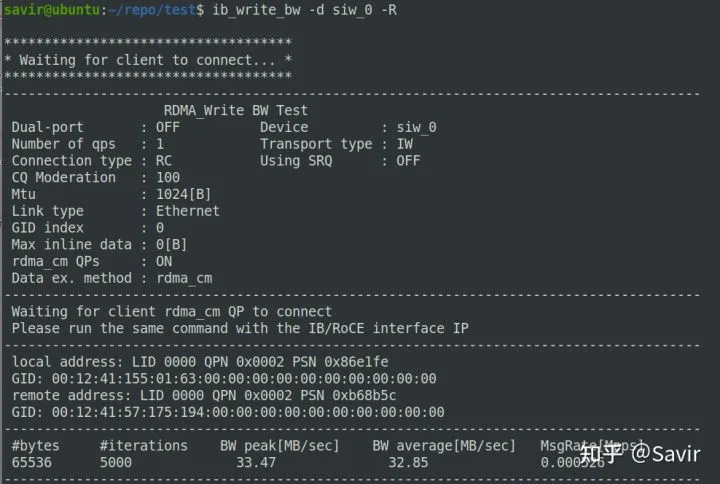 savir@ubuntu:~/repo/test$ ib_write_bw -d siw_0 -R
************************************
* Waiting for client to connect... *
************************************
---------------------------------------------------------------------------------------
RDMA_Write BW Test
Dual-port : OFF Device : siw_0
Number of qps : 1 Transport type : IW
Connection type : RC Using SRQ : OFF
CQ Moderation : 100
Mtu : 1024[B]
Link type : Ethernet
GID index : 0
Max inline data : 0[B]
rdma_cm QPs : ON
Data ex. method : rdma_cm
---------------------------------------------------------------------------------------
Waiting for client rdma_cm QP to connect
Please run the same command with the IB/RoCE interface IP
---------------------------------------------------------------------------------------
local address: LID 0000 QPN 0x0002 PSN 0x86e1fe
GID: 00:12:41:155:01:63:00:00:00:00:00:00:00:00:00:00
remote address: LID 0000 QPN 0x0002 PSN 0xb68b5c
GID: 00:12:41:57:175:194:00:00:00:00:00:00:00:00:00:00
---------------------------------------------------------------------------------------
#bytes #iterations BW peak[MB/sec] BW average[MB/sec] MsgRate[Mpps]
65536 5000 33.47 32.85 0.000526
---------------------------------------------------------------------------------------
知乎 @Savir